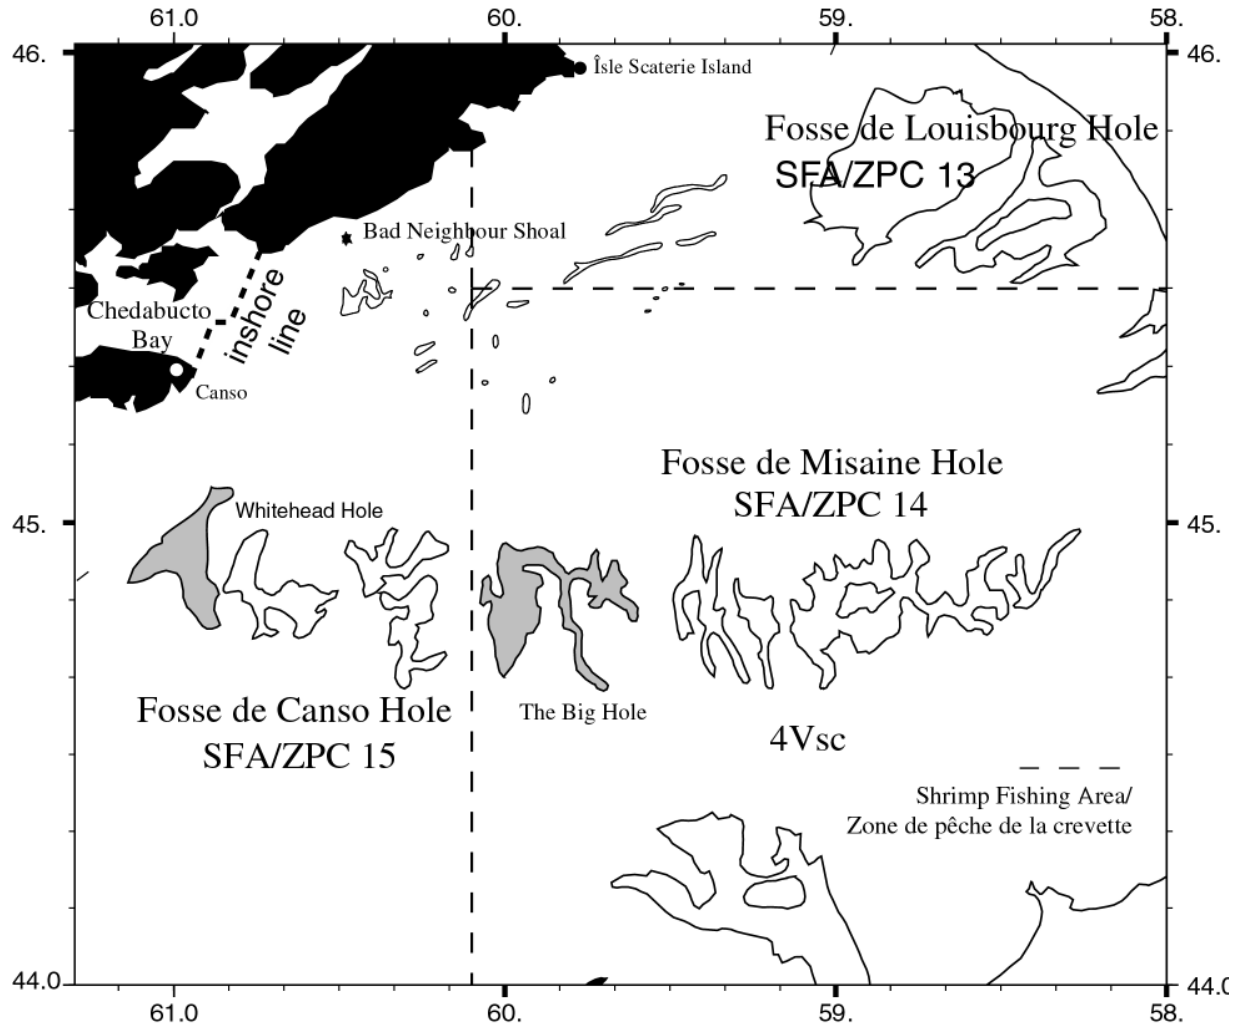 61.0
60.
59.
58.
46.
46.
Îsle Scaterie Island
Fosse de Louisbourg Hole
SFA/ZPC 13
Bad Neighbour Shoal
Chedabucto
Bay
inshore
line
Canso
Fosse de Misaine Hole
SFA/ZPC 14
45.
45.
Whitehead Hole
Fosse de Canso Hole
SFA/ZPC 15
The Big Hole
4Vsc
Shrimp Fishing Area/
Zone de pêche de la crevette
44.0
44.0
61.0
60.
59.
58.